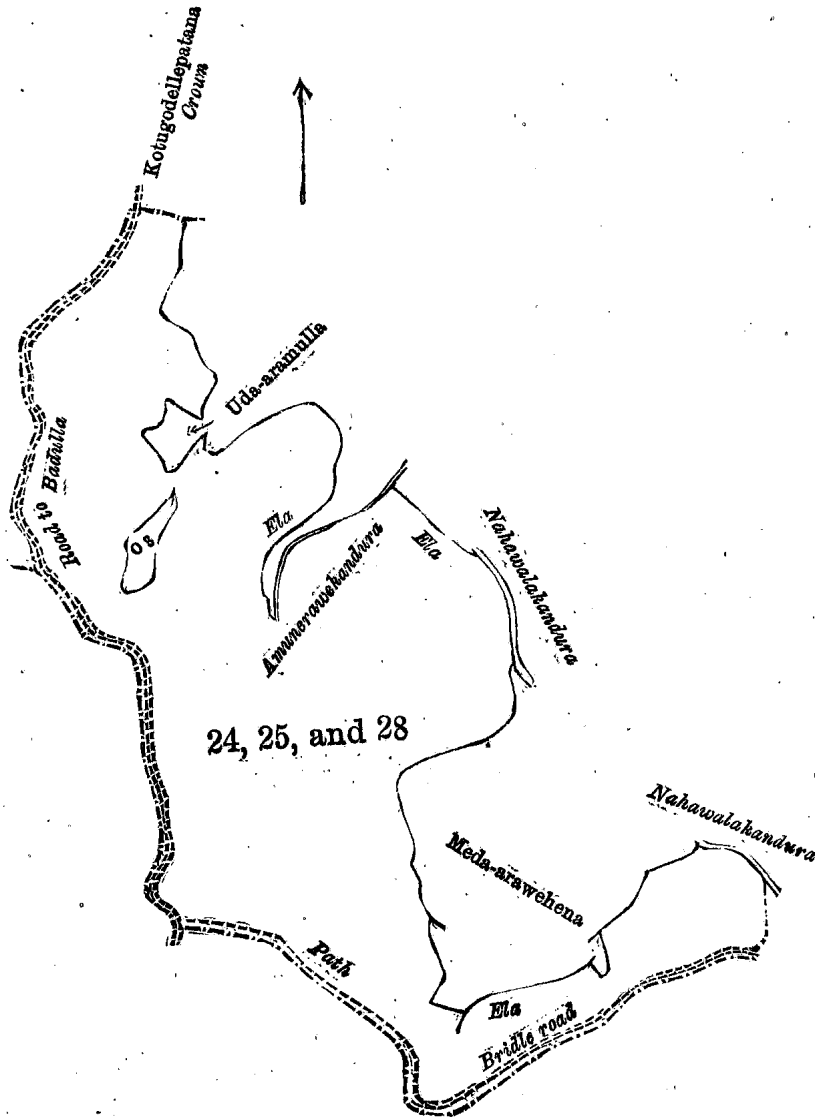 Kotugodellepatana
Crown
Uda-aramulla
Road to Badulla
Ela
Amunerawekandura
Ela
Nahawalakandura
24, 25, and 28
Nahawalakandura
Meda-arawehena
Path
Ela
Bridle road